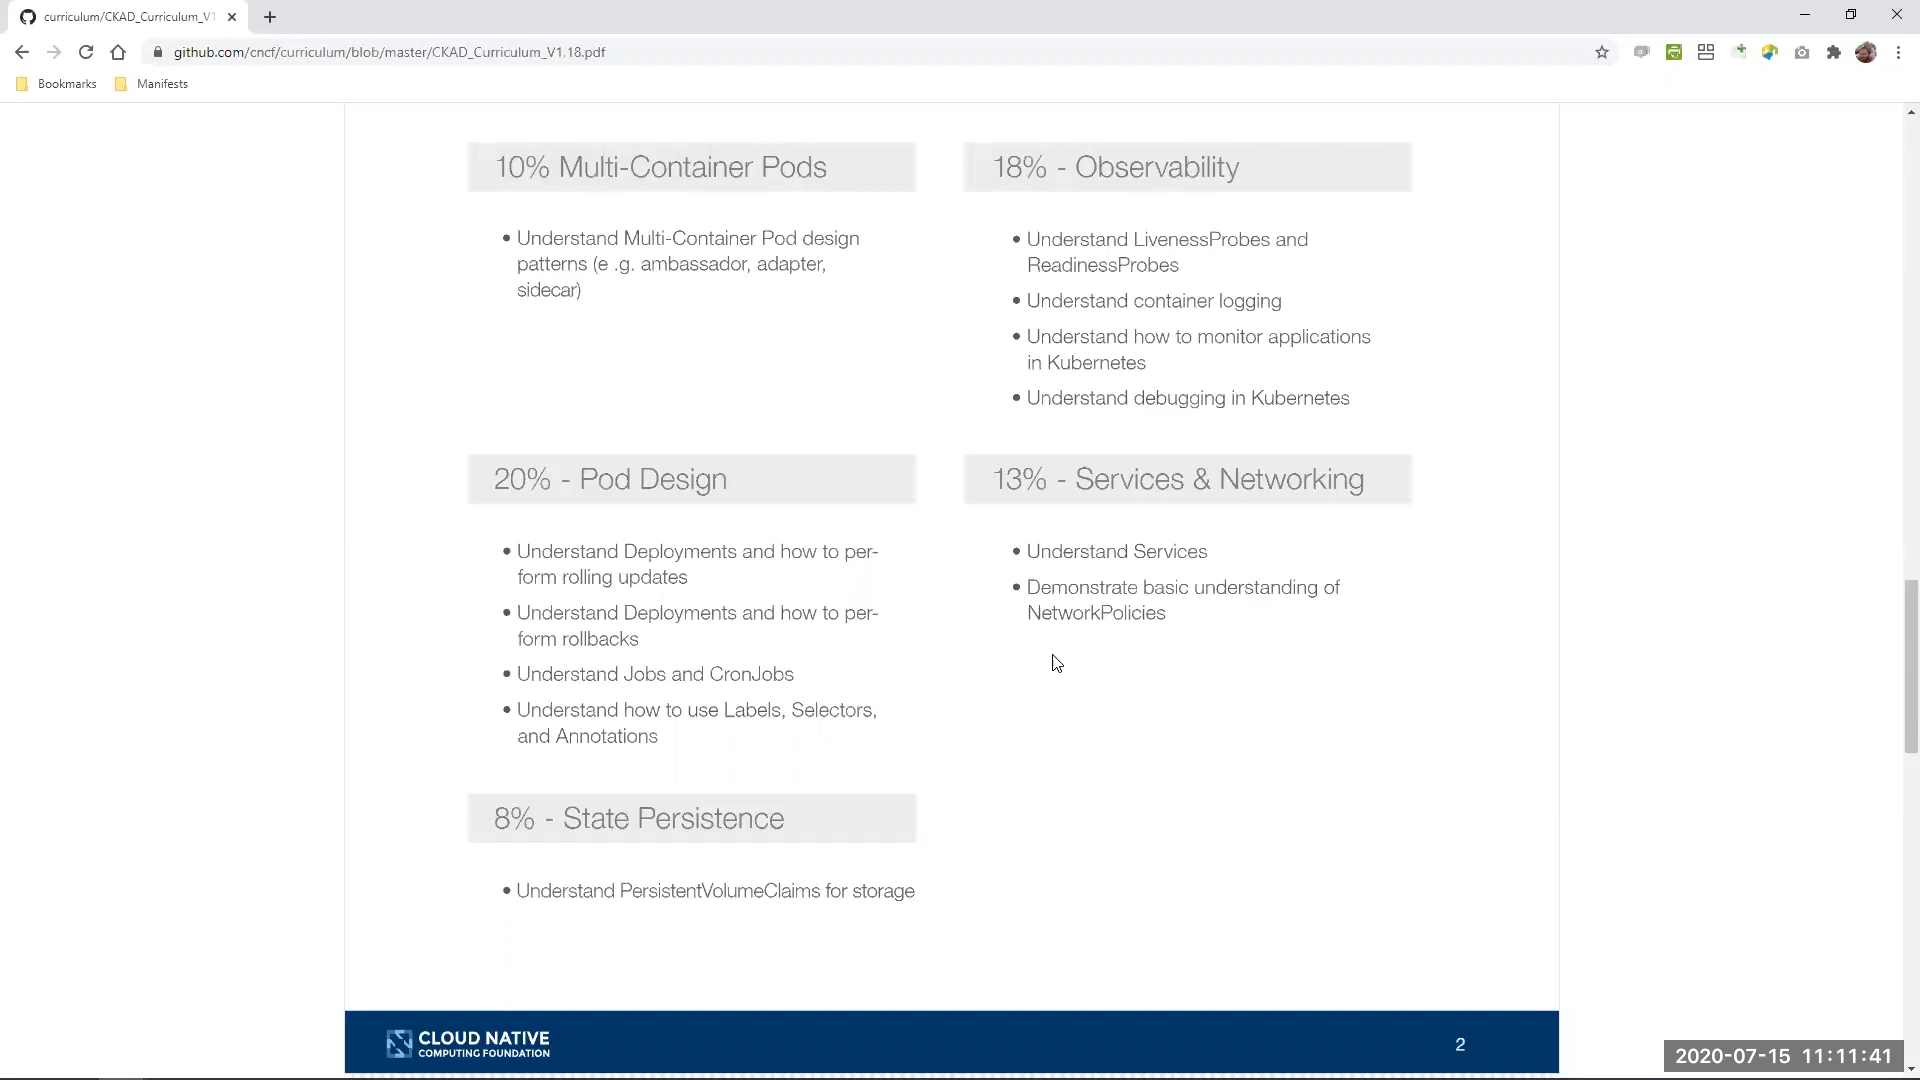 curriculum/CKAD_Curriculum_V1
github.com/cncf/curriculum/blob/master/CKAD_Curriculum_V1.18.pdf
Bookmarks
Manifests
10% Multi-Container Pods
• Understand Multi-Container Pod design
patterns (e .g. ambassador, adapter,
sidecar)
18% - Observability
• Understand LivenessProbes and
ReadinessProbes
• Understand container logging
• Understand how to monitor applications
in Kubernetes
• Understand debugging in Kubernetes
20% - Pod Design
• Understand Deployments and how to per-
form rolling updates
• Understand Deployments and how to per-
form rollbacks
• Understand Jobs and CronJobs
• Understand how to use Labels, Selectors,
and Annotations
13% - Services & Networking
• Understand Services
• Demonstrate basic understanding of
NetworkPolicies
8% - State Persistence
• Understand PersistentVolumeClaims for storage
CLOUD NATIVE
COMPUTING FOUNDATION
2
2020-07-15 11:11:41